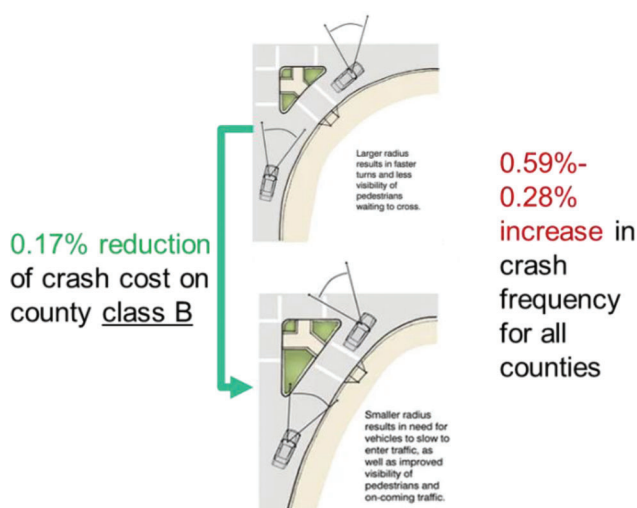 0.17% reduction
of crash cost on
county class B
Larger radius
results in faster
turns and less
visibility of
pedestrians
waiting to cross.
Smaller radius
results in need for
vehicles to slow to
enter traffic, as
well as improved
visibility of
pedestrians and
on-coming traffic.
0.59%-
0.28%
increase in
crash
frequency
for all
counties